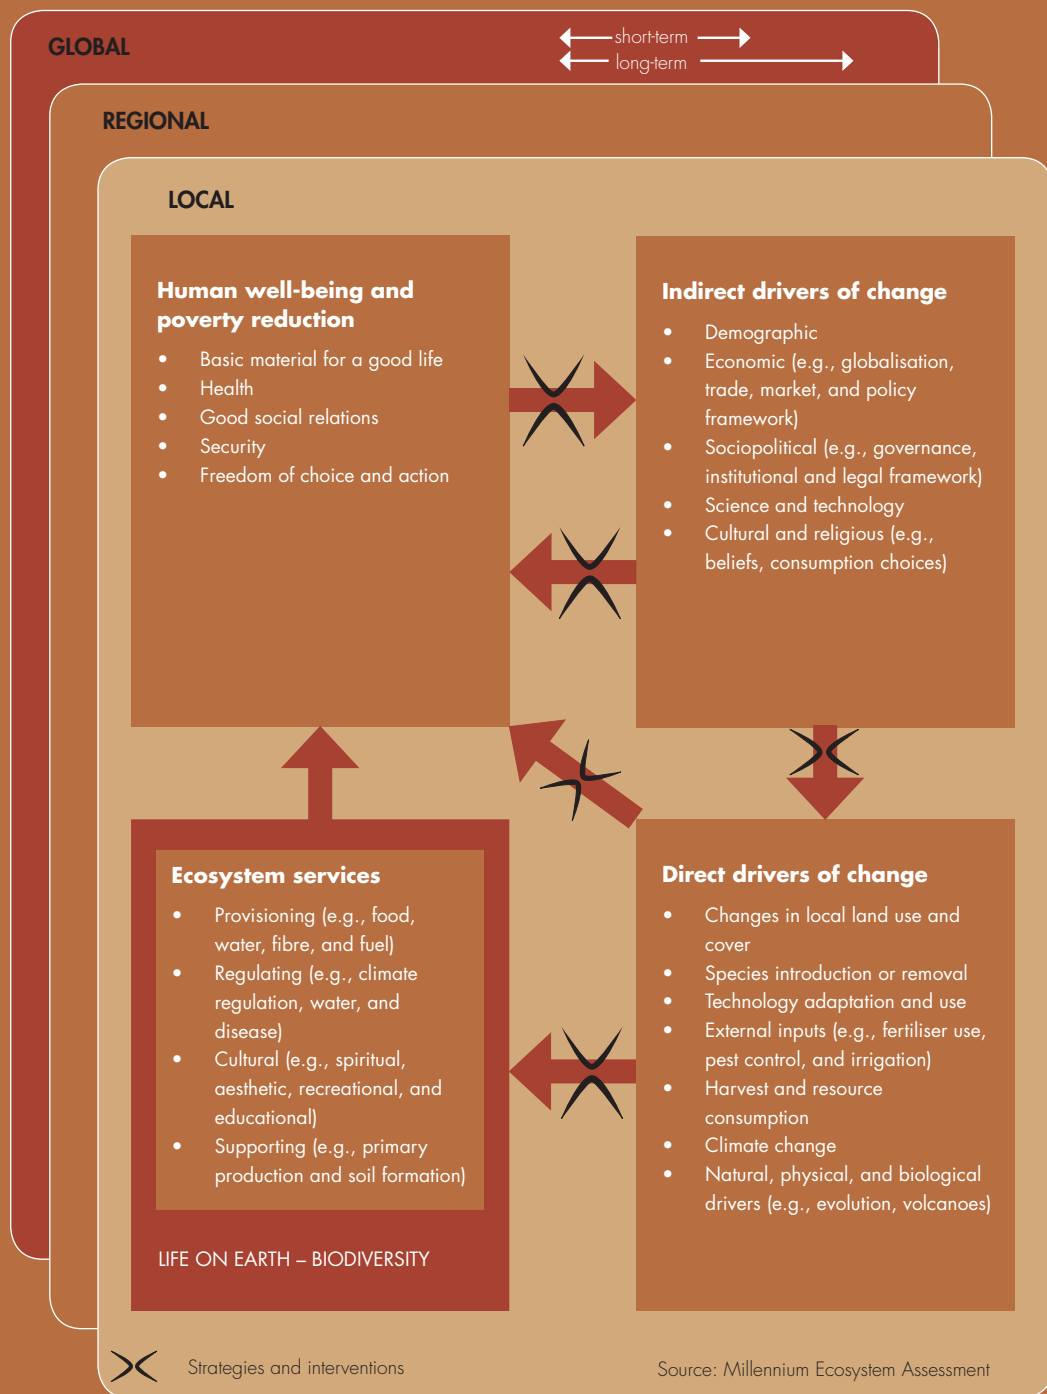 GLOBAL
short-term
long-term
REGIONAL
LOCAL
Human well-being and
poverty reduction
• Basic material for a good life
• Health
• Good social relations
• Security
• Freedom of choice and action
Indirect drivers of change
• Demographic
• Economic (e.g., globalisation,
trade, market, and policy
framework)
• Sociopolitical (e.g., governance,
institutional and legal framework)
• Science and technology
• Cultural and religious (e.g.,
beliefs, consumption choices)
Ecosystem services
• Provisioning (e.g., food,
water, fibre, and fuel)
• Regulating (e.g., climate
regulation, water, and
disease)
• Cultural (e.g., spiritual,
aesthetic, recreational, and
educational)
• Supporting (e.g., primary
production and soil formation)
LIFE ON EARTH – BIODIVERSITY
Direct drivers of change
• Changes in local land use and
cover
• Species introduction or removal
• Technology adaptation and use
• External inputs (e.g., fertiliser use,
pest control, and irrigation)
• Harvest and resource
consumption
• Climate change
• Natural, physical, and biological
drivers (e.g., evolution, volcanoes)
Strategies and interventions
Source: Millennium Ecosystem Assessment